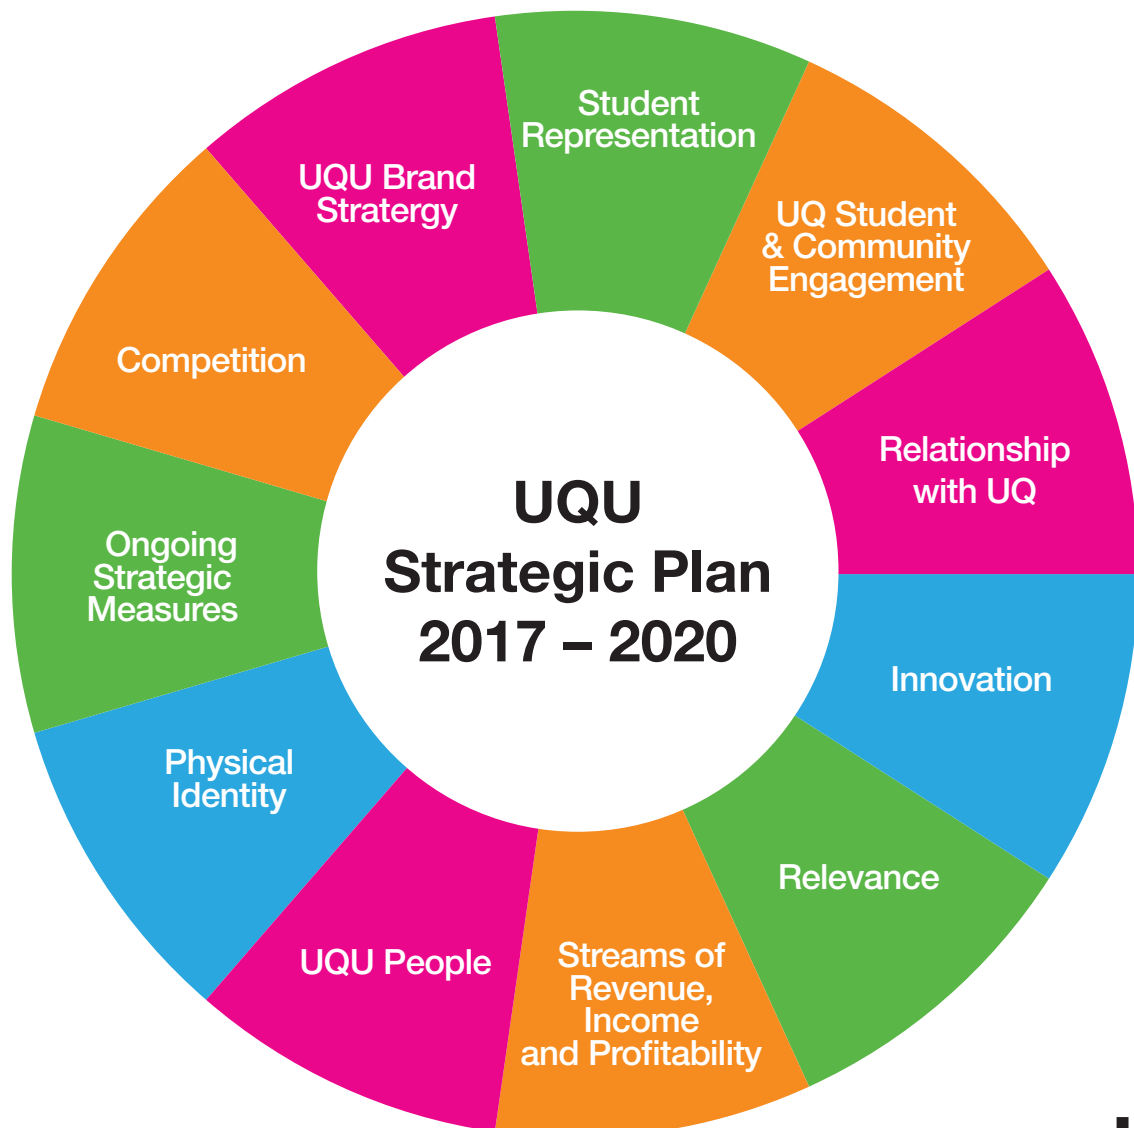 Student
Representation
UQ Student
& Community
Engagement
Relationship
with UQ
Innovation
Relevance
Streams of
Revenue,
Income
and Profitability
UQU People
Physical
Identity
Ongoing
Strategic
Measures
Competition
UQU Brand
Stratergy
UQU
Strategic Plan
2017 – 2020